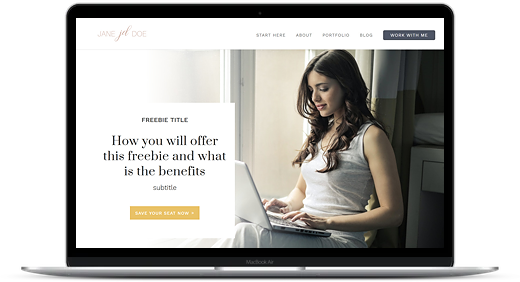 JANE jd DOE
START HERE ABOUT PORTFOLIO BLOG WORK WITH ME
FREEBIE TITLE
How you will offer
this freebie and what
is the benefits
subtitle
SAVE YOUR SEAT NOW >
MacBook Air